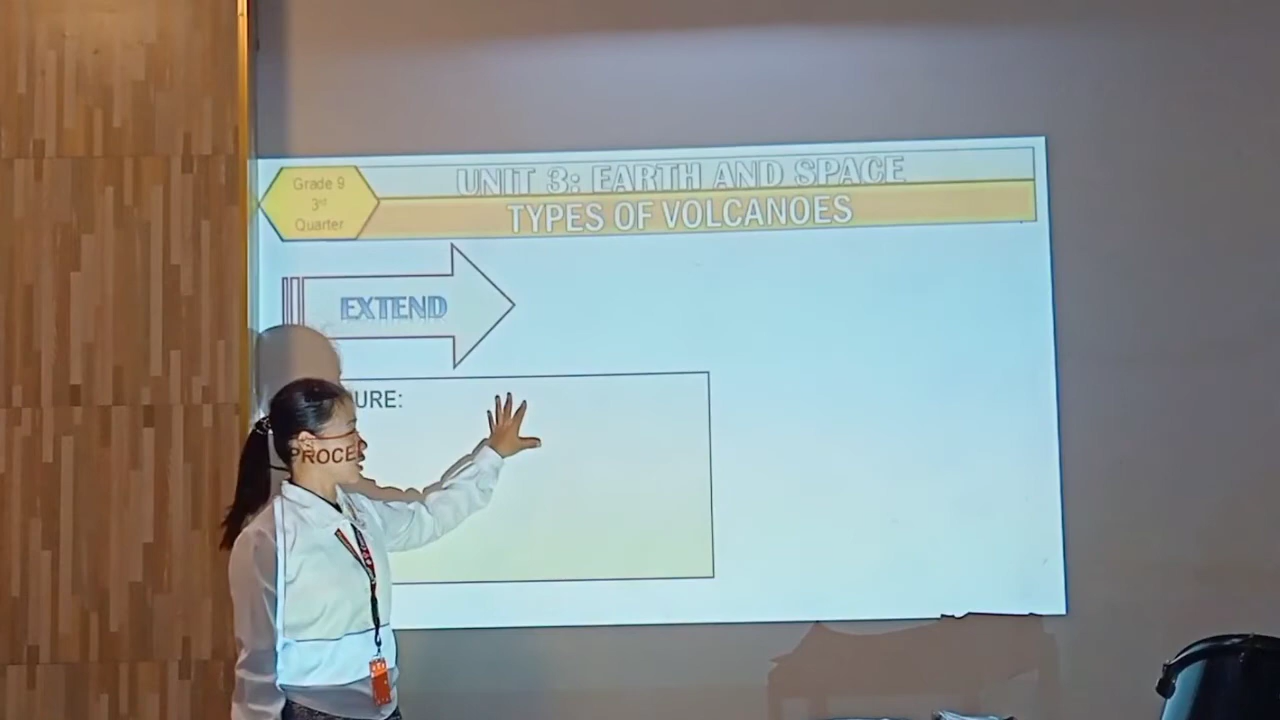 Grade 9
3rd
Quarter
UNIT 3: EARTH AND SPACE
TYPES OF VOLCANOES
EXTEND
PROCE
URE: